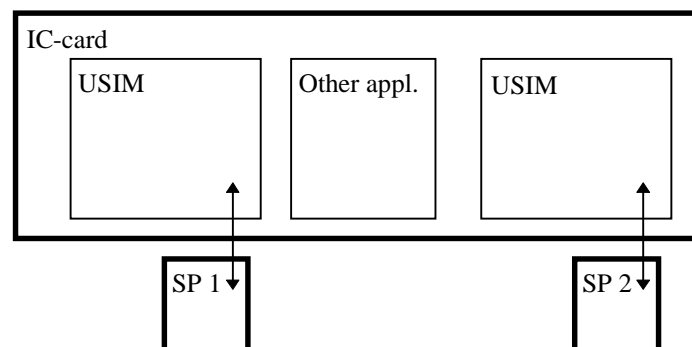 IC-card
USIM
Other appl.
USIM
SP 1
SP 2